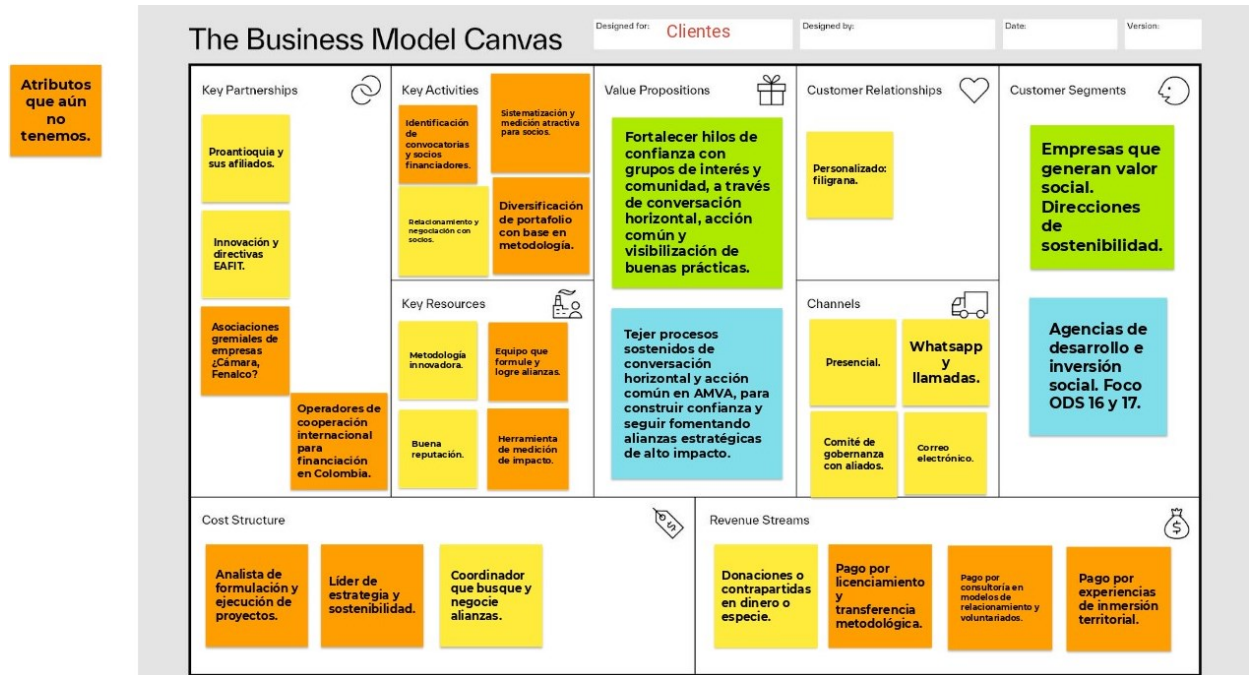 Atributos
que aún
no
tenemos.
The Business Model Canvas
Designed for:
Clientes
Designed by:
Date:
Version:
Key Partnerships
Proantioquia y
sus afiliados.
Innovación y
directivas
EAFIT.
Asociaciones
gremiales de
empresas
¿Cámara,
Fenalco?
Operadores de
cooperación
internacional
para
financiación
en Colombia.
Key Activities
Identificación
de
convocatorias
y socios
financiadores.
Sistematización y
medición atractiva
para socios.
Relacionamiento y
negociación con
socios.
Diversificación
de portafolio
con base en
metodología.
Key Resources
Metodología
innovadora.
Equipo que
formule y
logre alianzas.
Buena
reputación.
Herramienta
de medición
de impacto.
Value Propositions
Fortalecer hilos de
confianza con
grupos de interés y
comunidad, a través
de conversación
horizontal, acción
común y
visibilización de
buenas prácticas.
Tejer procesos
sostenidos de
conversación
horizontal y acción
común en AMVA, para
construir confianza y
seguir fomentando
alianzas estratégicas
de alto impacto.
Customer Relationships
Personalizado:
filigrana.
Channels
Presencial.
Whatsapp
y
llamadas.
Comité de
gobernanza
con aliados.
Correo
electrónico.
Customer Segments
Empresas que
generan valor
social.
Direcciones
de
sostenibilidad.
Agencias de
desarrollo e
inversión
social. Foco
ODS 16 y 17.
Cost Structure
Analista de
formulación y
ejecución de
proyectos.
Líder de
estrategia y
sostenibilidad.
Coordinador
que busque y
negocie
alianzas.
Revenue Streams
Donaciones o
contrapartidas
en dinero o
especie.
Pago por
licenciamiento
y
transferencia
metodológica.
Pago por
consultoría en
modelos de
relacionamiento y
voluntariados.
Pago por
experiencias
de inmersión
territorial.